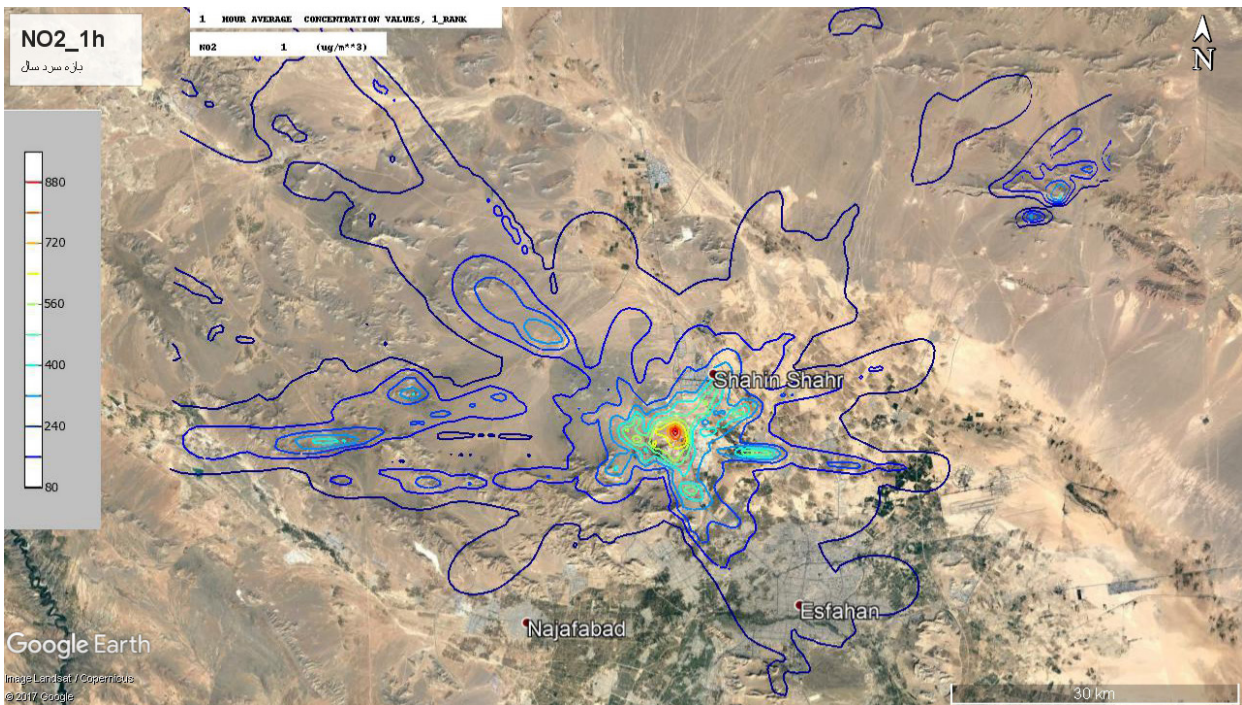 1 HOUR AVERAGE CONCENTRATION VALUES, 1_RANK
NO2 1 (ug/m**3)
NO2_1h
بازه سرد سال
N
880
720
560
400
240
80
Shahin Shahr
Esfahan
Najafabad
Google Earth
Image Landsat / Copernicus
© 2017 Google
30 km